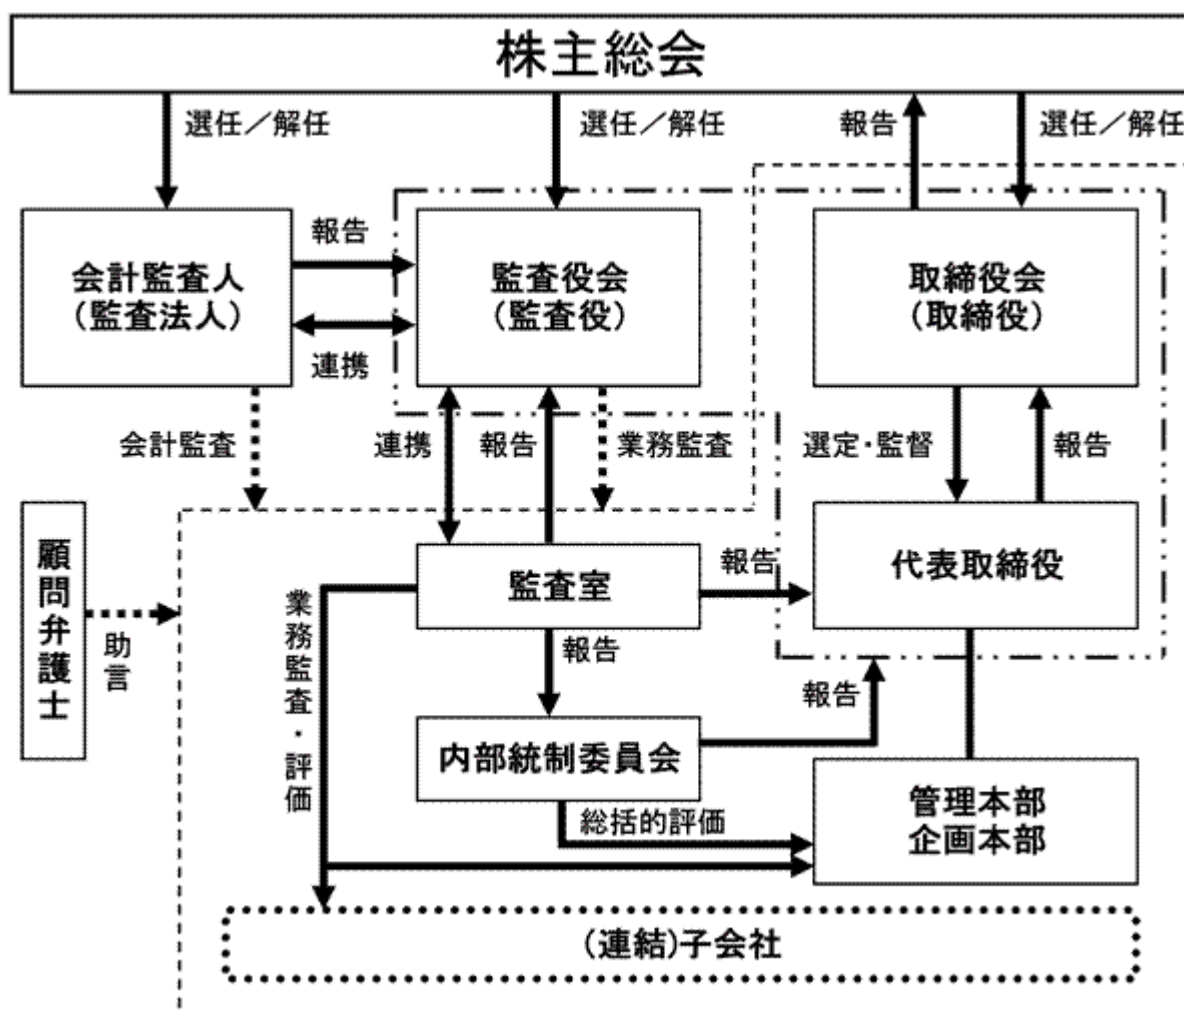 株主総会
選任／解任
選任／解任
報告
選任／解任
会計監査人
(監査法人)
報告
連携
監査役会
(監査役)
取締役会
(取締役)
会計監査
連携
報告
業務監査
選定・監督
報告
顧問弁護士
助言
監査室
報告
代表取締役
業務監査・評価
報告
報告
内部統制委員会
総括的評価
管理本部
企画本部
(連結)子会社